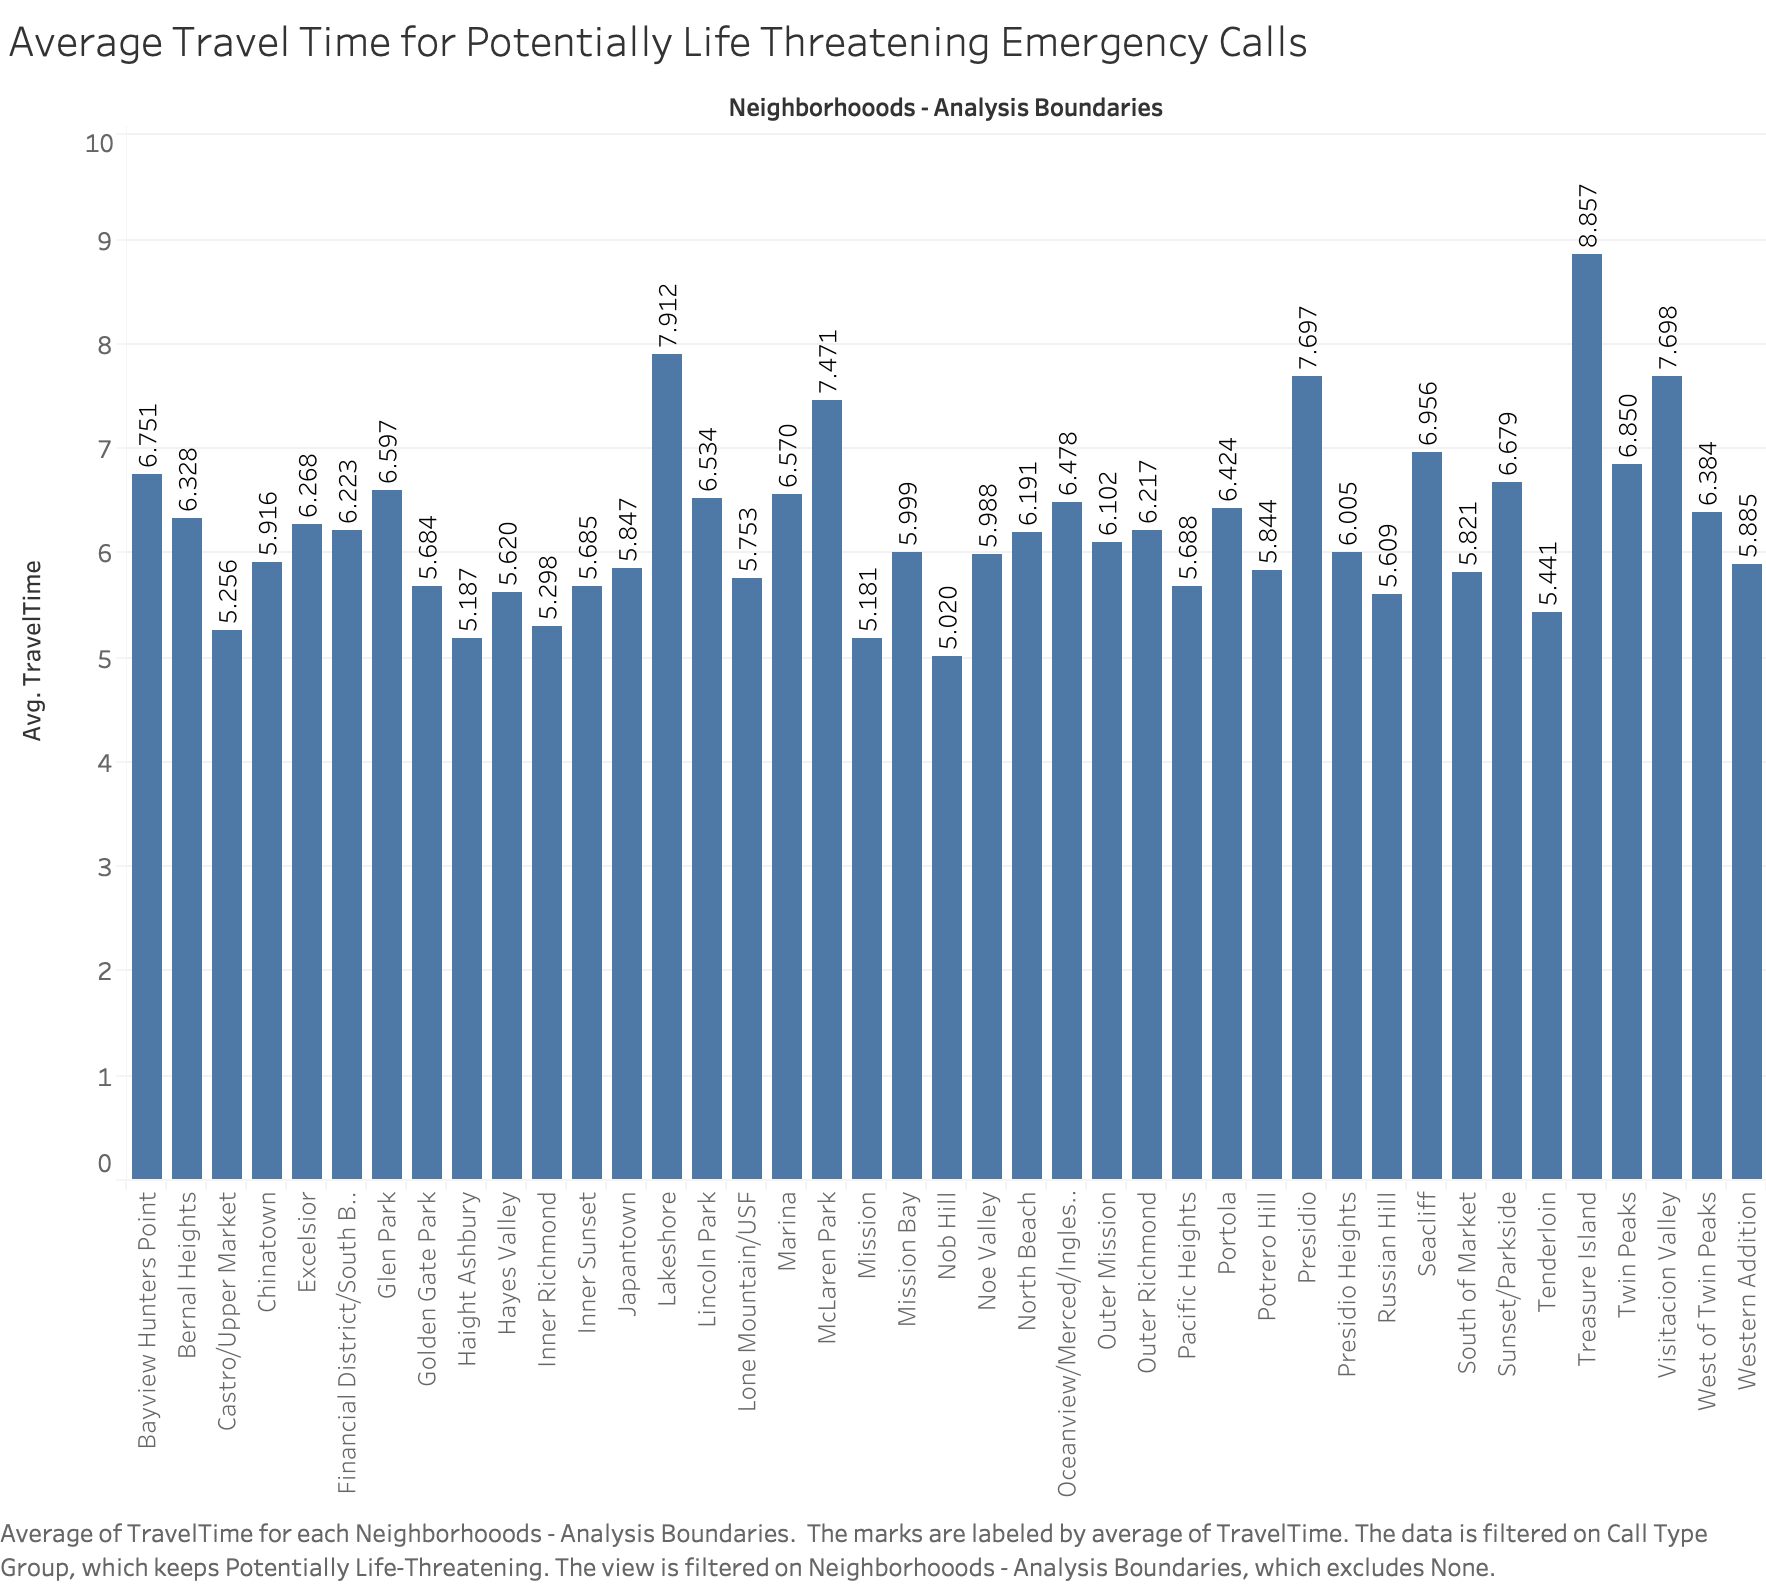 Average Travel Time for Potentially Life Threatening Emergency Calls
Neighborhooods - Analysis Boundaries
Avg. TravelTime
10
9
8
7
6
5
4
3
2
1
0
6.751
6.328
5.256
5.916
6.268
6.223
6.597
5.684
5.187
5.620
5.298
5.685
5.847
7.912
6.534
5.753
6.570
7.471
5.181
5.999
5.020
5.988
6.191
6.478
6.102
6.217
5.688
6.424
5.844
7.697
6.005
5.609
6.956
5.821
6.679
5.441
8.857
6.850
7.698
6.384
5.885
Bayview Hunters Point
Bernal Heights
Castro/Upper Market
Chinatown
Excelsior
Financial District/South B..
Glen Park
Golden Gate Park
Haight Ashbury
Hayes Valley
Inner Richmond
Inner Sunset
Japantown
Lakeshore
Lincoln Park
Lone Mountain/USF
Marina
McLaren Park
Mission
Mission Bay
Nob Hill
Noe Valley
North Beach
Oceanview/Merced/Ingles..
Outer Mission
Outer Richmond
Pacific Heights
Portola
Potrero Hill
Presidio
Presidio Heights
Russian Hill
Seacliff
South of Market
Sunset/Parkside
Tenderloin
Treasure Island
Twin Peaks
Visitacion Valley
West of Twin Peaks
Western Addition
Average of TravelTime for each Neighborhooods - Analysis Boundaries.  The marks are labeled by average of TravelTime. The data is filtered on Call Type
Group, which keeps Potentially Life-Threatening. The view is filtered on Neighborhooods - Analysis Boundaries, which excludes None.